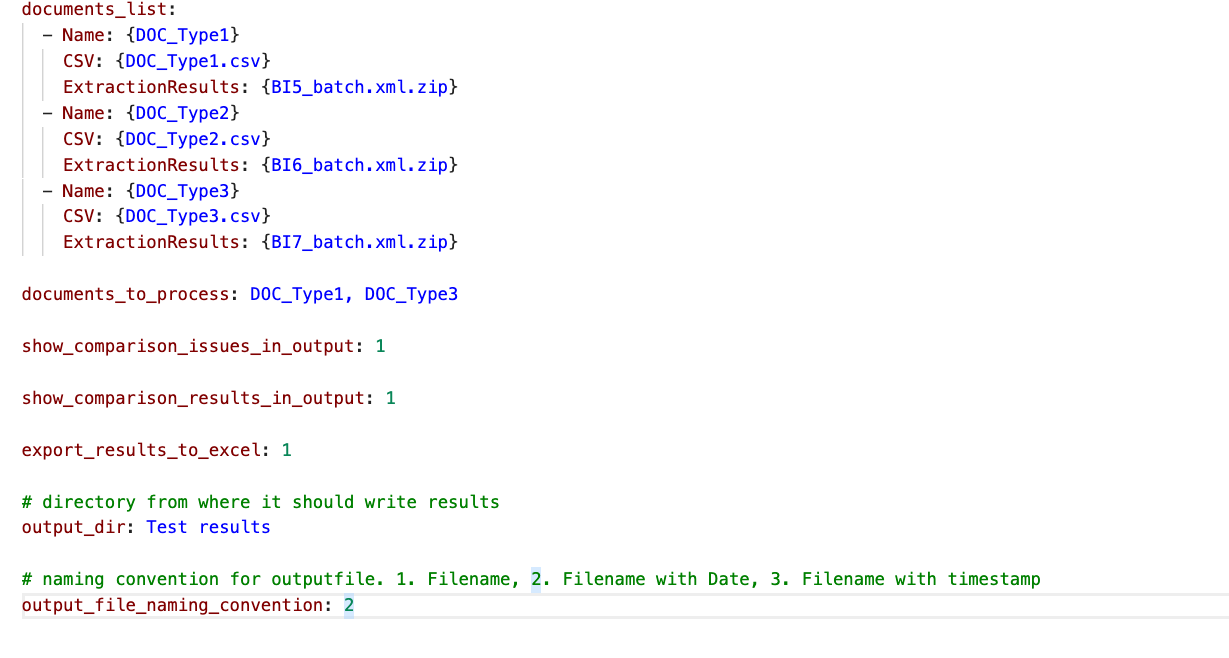 documents_list:
- Name: {DOC_Type1}
CSV: {DOC_Type1.csv}
ExtractionResults: {BI5_batch.xml.zip}
- Name: {DOC_Type2}
CSV: {DOC_Type2.csv}
ExtractionResults: {BI6_batch.xml.zip}
- Name: {DOC_Type3}
CSV: {DOC_Type3.csv}
ExtractionResults: {BI7_batch.xml.zip}
documents_to_process: DOC_Type1, DOC_Type3
show_comparison_issues_in_output: 1
show_comparison_results_in_output: 1
export_results_to_excel: 1
# directory from where it should write results
output_dir: Test results
# naming convention for outputfile. 1. Filename, 2. Filename with Date, 3. Filename with timestamp
output_file_naming_convention: 2